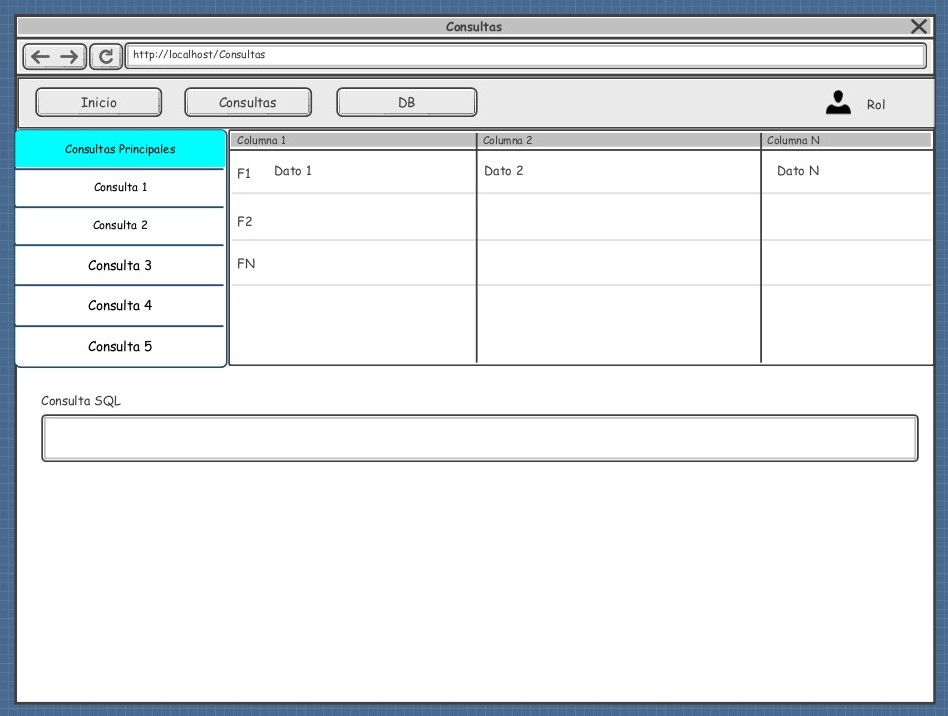 Consultas
http://localhost/Consultas
Inicio Consultas DB Rol
Consultas Principales
Consulta 1
Consulta 2
Consulta 3
Consulta 4
Consulta 5
Columna 1 Columna 2 Columna N
F1 Dato 1 Dato 2 Dato N
F2
FN
Consulta SQL